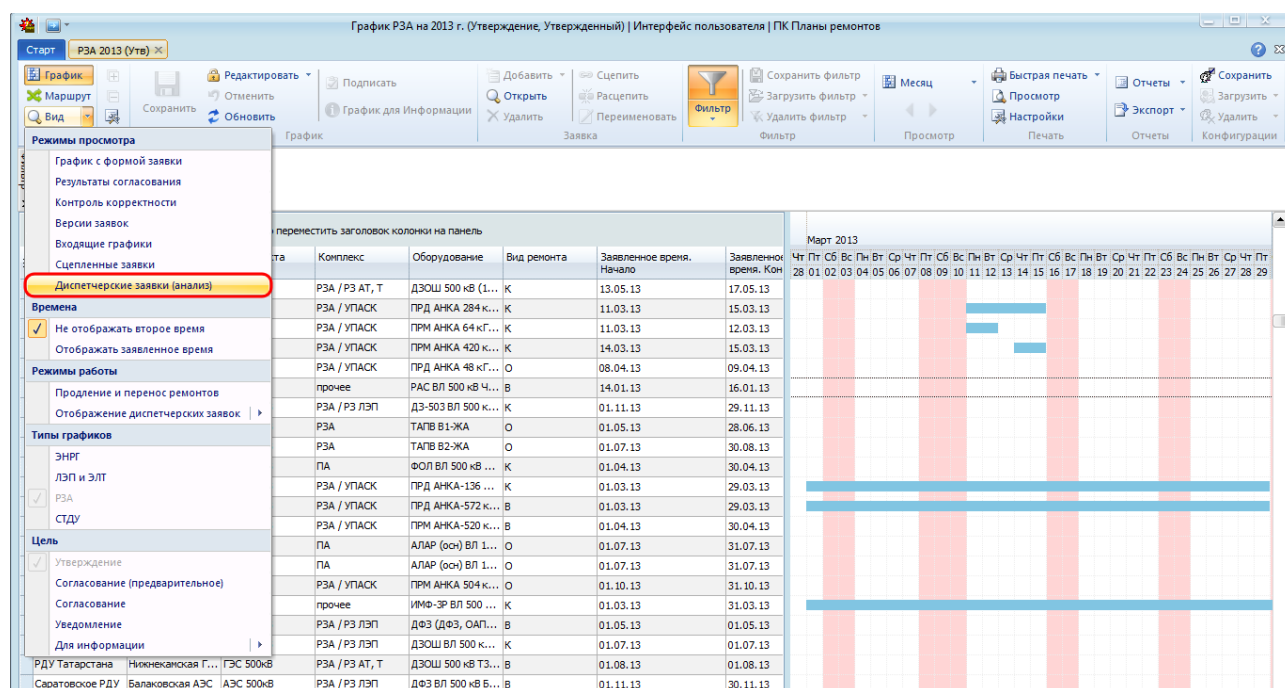 График РЗА на 2013 г. (Утверждение, Утвержденный) | Интерфейс пользователя | ПК Планы ремонтов
Старт РЗА 2013 (Утв)
График Редактировать Подписать Добавить Сцепить Сохранить фильтр Месяц Быстрая печать Отчеты Сохранить
Маршрут Сохранить Отменить График для Информации Открыть Расцепить Фильтр Загрузить фильтр Просмотр Экспорт Загрузить
Вид Обновить Удалить Переименовать Удалить фильтр Настройки Удалить
График Заявка Фильтр Просмотр Печать Отчеты Конфигурации
Режимы просмотра
График с формой заявки
Результаты согласования
Контроль корректности
Версии заявок
Входящие графики
Сцепленные заявки
Диспетчерские заявки (анализ)
Времена
Не отображать второе время
Отображать заявленное время
Режимы работы
Продление и перенос ремонтов
Отображение диспетчерских заявок
Типы графиков
ЭНРГ
ЛЭП и ЭЛТ
РЗА
СТДУ
Цель
Утверждение
Согласование (предварительное)
Согласование
Уведомление
Для информации
переместить заголовок колонки на панель
Март 2013
Комплекс Оборудование Вид ремонта Заявленное время. Начало Заявленное время. Кон
Чт Пт Сб Вс Пн Вт Ср Чт Пт Сб Вс Пн Вт Ср Чт Пт Сб Вс Пн Вт Ср Чт Пт Сб Вс Пн Вт Ср Чт Пт
28 01 02 03 04 05 06 07 08 09 10 11 12 13 14 15 16 17 18 19 20 21 22 23 24 25 26 27 28 29
РЗА / РЗ АТ, Т ДЗОШ 500 кВ (1... К 13.05.13 17.05.13
РЗА / УПАСК ПРД АНКА 284 к... К 11.03.13 15.03.13
РЗА / УПАСК ПРМ АНКА 64 кГ... К 11.03.13 12.03.13
РЗА / УПАСК ПРМ АНКА 420 к... К 14.03.13 15.03.13
РЗА / УПАСК ПРД АНКА 48 кГ... О 08.04.13 09.04.13
прочее РАС ВЛ 500 кВ Ч... В 14.01.13 16.01.13
РЗА / РЗ ЛЭП ДЗ-503 ВЛ 500 к... К 01.11.13 29.11.13
РЗА ТАПВ В1-ЖА О 01.05.13 28.06.13
РЗА ТАПВ В2-ЖА О 01.07.13 30.08.13
ПА ФОЛ ВЛ 500 кВ ... К 01.04.13 30.04.13
РЗА / УПАСК ПРД АНКА-136 ... К 01.03.13 29.03.13
РЗА / УПАСК ПРД АНКА-572 к... В 01.03.13 29.03.13
РЗА / УПАСК ПРМ АНКА-520 к... В 01.04.13 30.04.13
ПА АЛАР (осн) ВЛ 1... О 01.07.13 31.07.13
ПА АЛАР (осн) ВЛ 1... О 01.07.13 31.07.13
РЗА / УПАСК ПРМ АНКА 504 к... О 01.10.13 31.10.13
прочее ИМФ-3Р ВЛ 500 ... К 01.03.13 31.03.13
РЗА / РЗ ЛЭП ДФЗ (ДФЗ, ОАП... В 01.05.13 01.05.13
РЗА / РЗ ЛЭП ДЗОШ ВЛ 500 к... К 01.07.13 01.07.13
РДУ Татарстана Нижнекамская Г... ГЭС 500кВ РЗА / РЗ АТ, Т ДЗОШ 500 кВ ТЗ... В 01.08.13 01.08.13
Саратовское РДУ Балаковская АЭС АЭС 500кВ РЗА / РЗ ЛЭП ДФЗ ВЛ 500 кВ Б... В 01.11.13 30.11.13